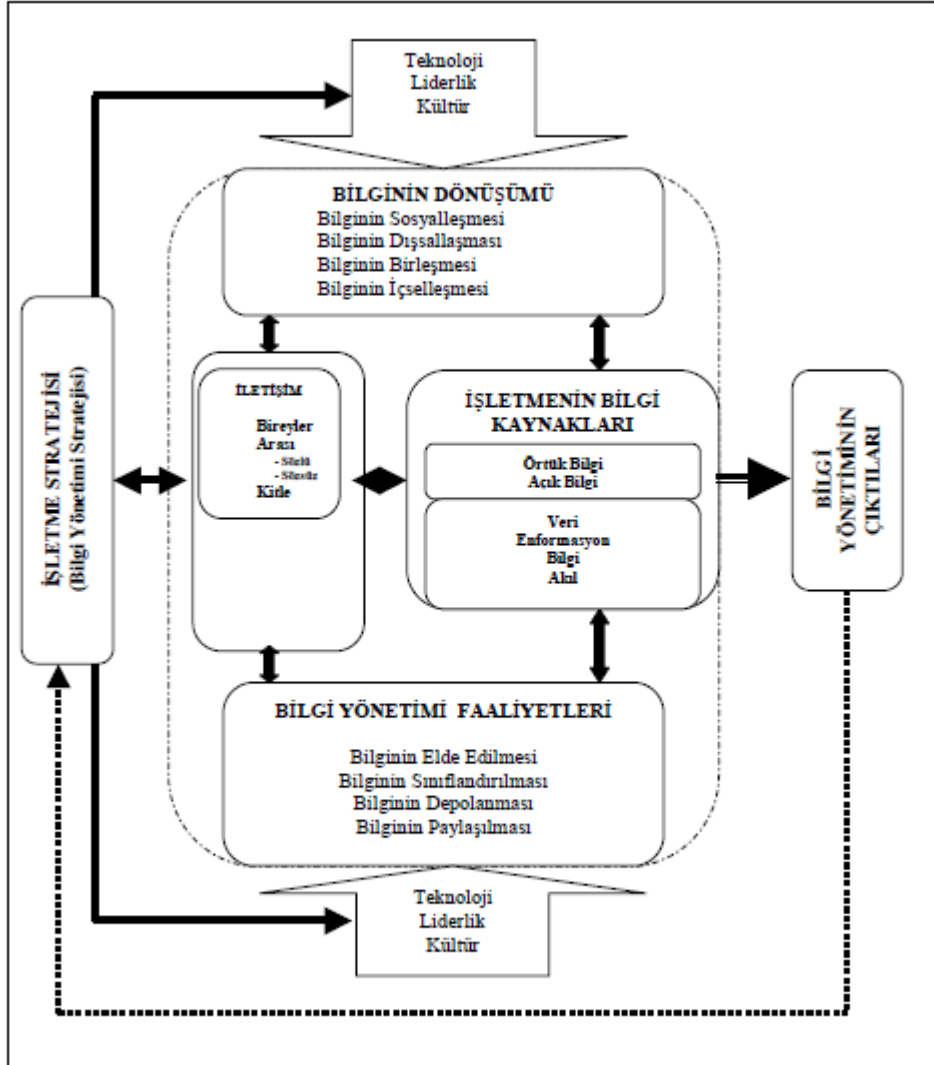 Teknoloji
Liderlik
Kültür
BİLGİNİN DÖNÜŞÜMÜ
Bilginin Sosyalleşmesi
Bilginin Dışsallaşması
Bilginin Birleşmesi
Bilginin İçselleşmesi
İŞLETME STRATEJİSİ
(Bilgi Yönetimi Stratejisi)
İLETİŞİM
Bireyler
Arası
- Sözlü
- Sözsüz
Kitle
İŞLETMENİN BİLGİ
KAYNAKLARI
Örtük Bilgi
Açık Bilgi
Veri
Enformasyon
Bilgi
Akıl
BİLGİ
YÖNETİMİNİN
ÇIKTILARI
BİLGİ YÖNETİMİ FAALİYETLERİ
Bilginin Elde Edilmesi
Bilginin Sınıflandırılması
Bilginin Depolanması
Bilginin Paylaşılması
Teknoloji
Liderlik
Kültür